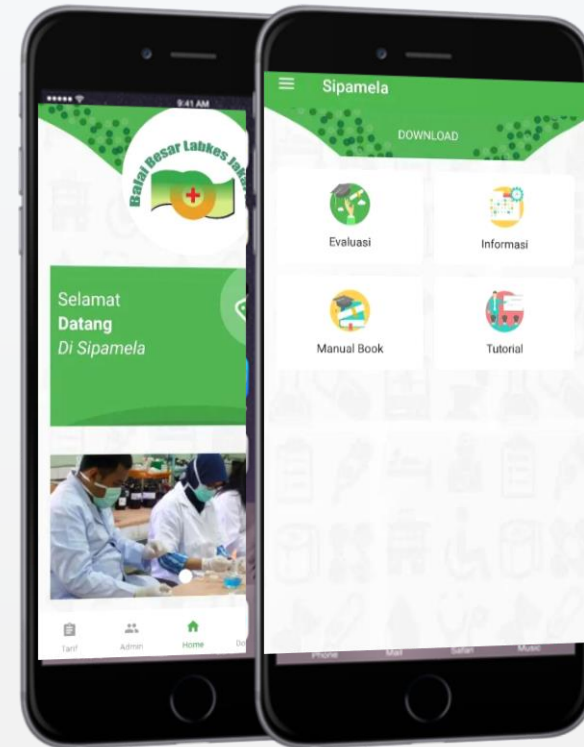 9:41 AM
Balai Besar Labkes
Selamat
Datang
Di Sipamela
Tarif
Admin
Home
Sipamela
DOWNLOAD
Evaluasi
Informasi
Manual Book
Tutorial
Phone
Mail
Safari
Music